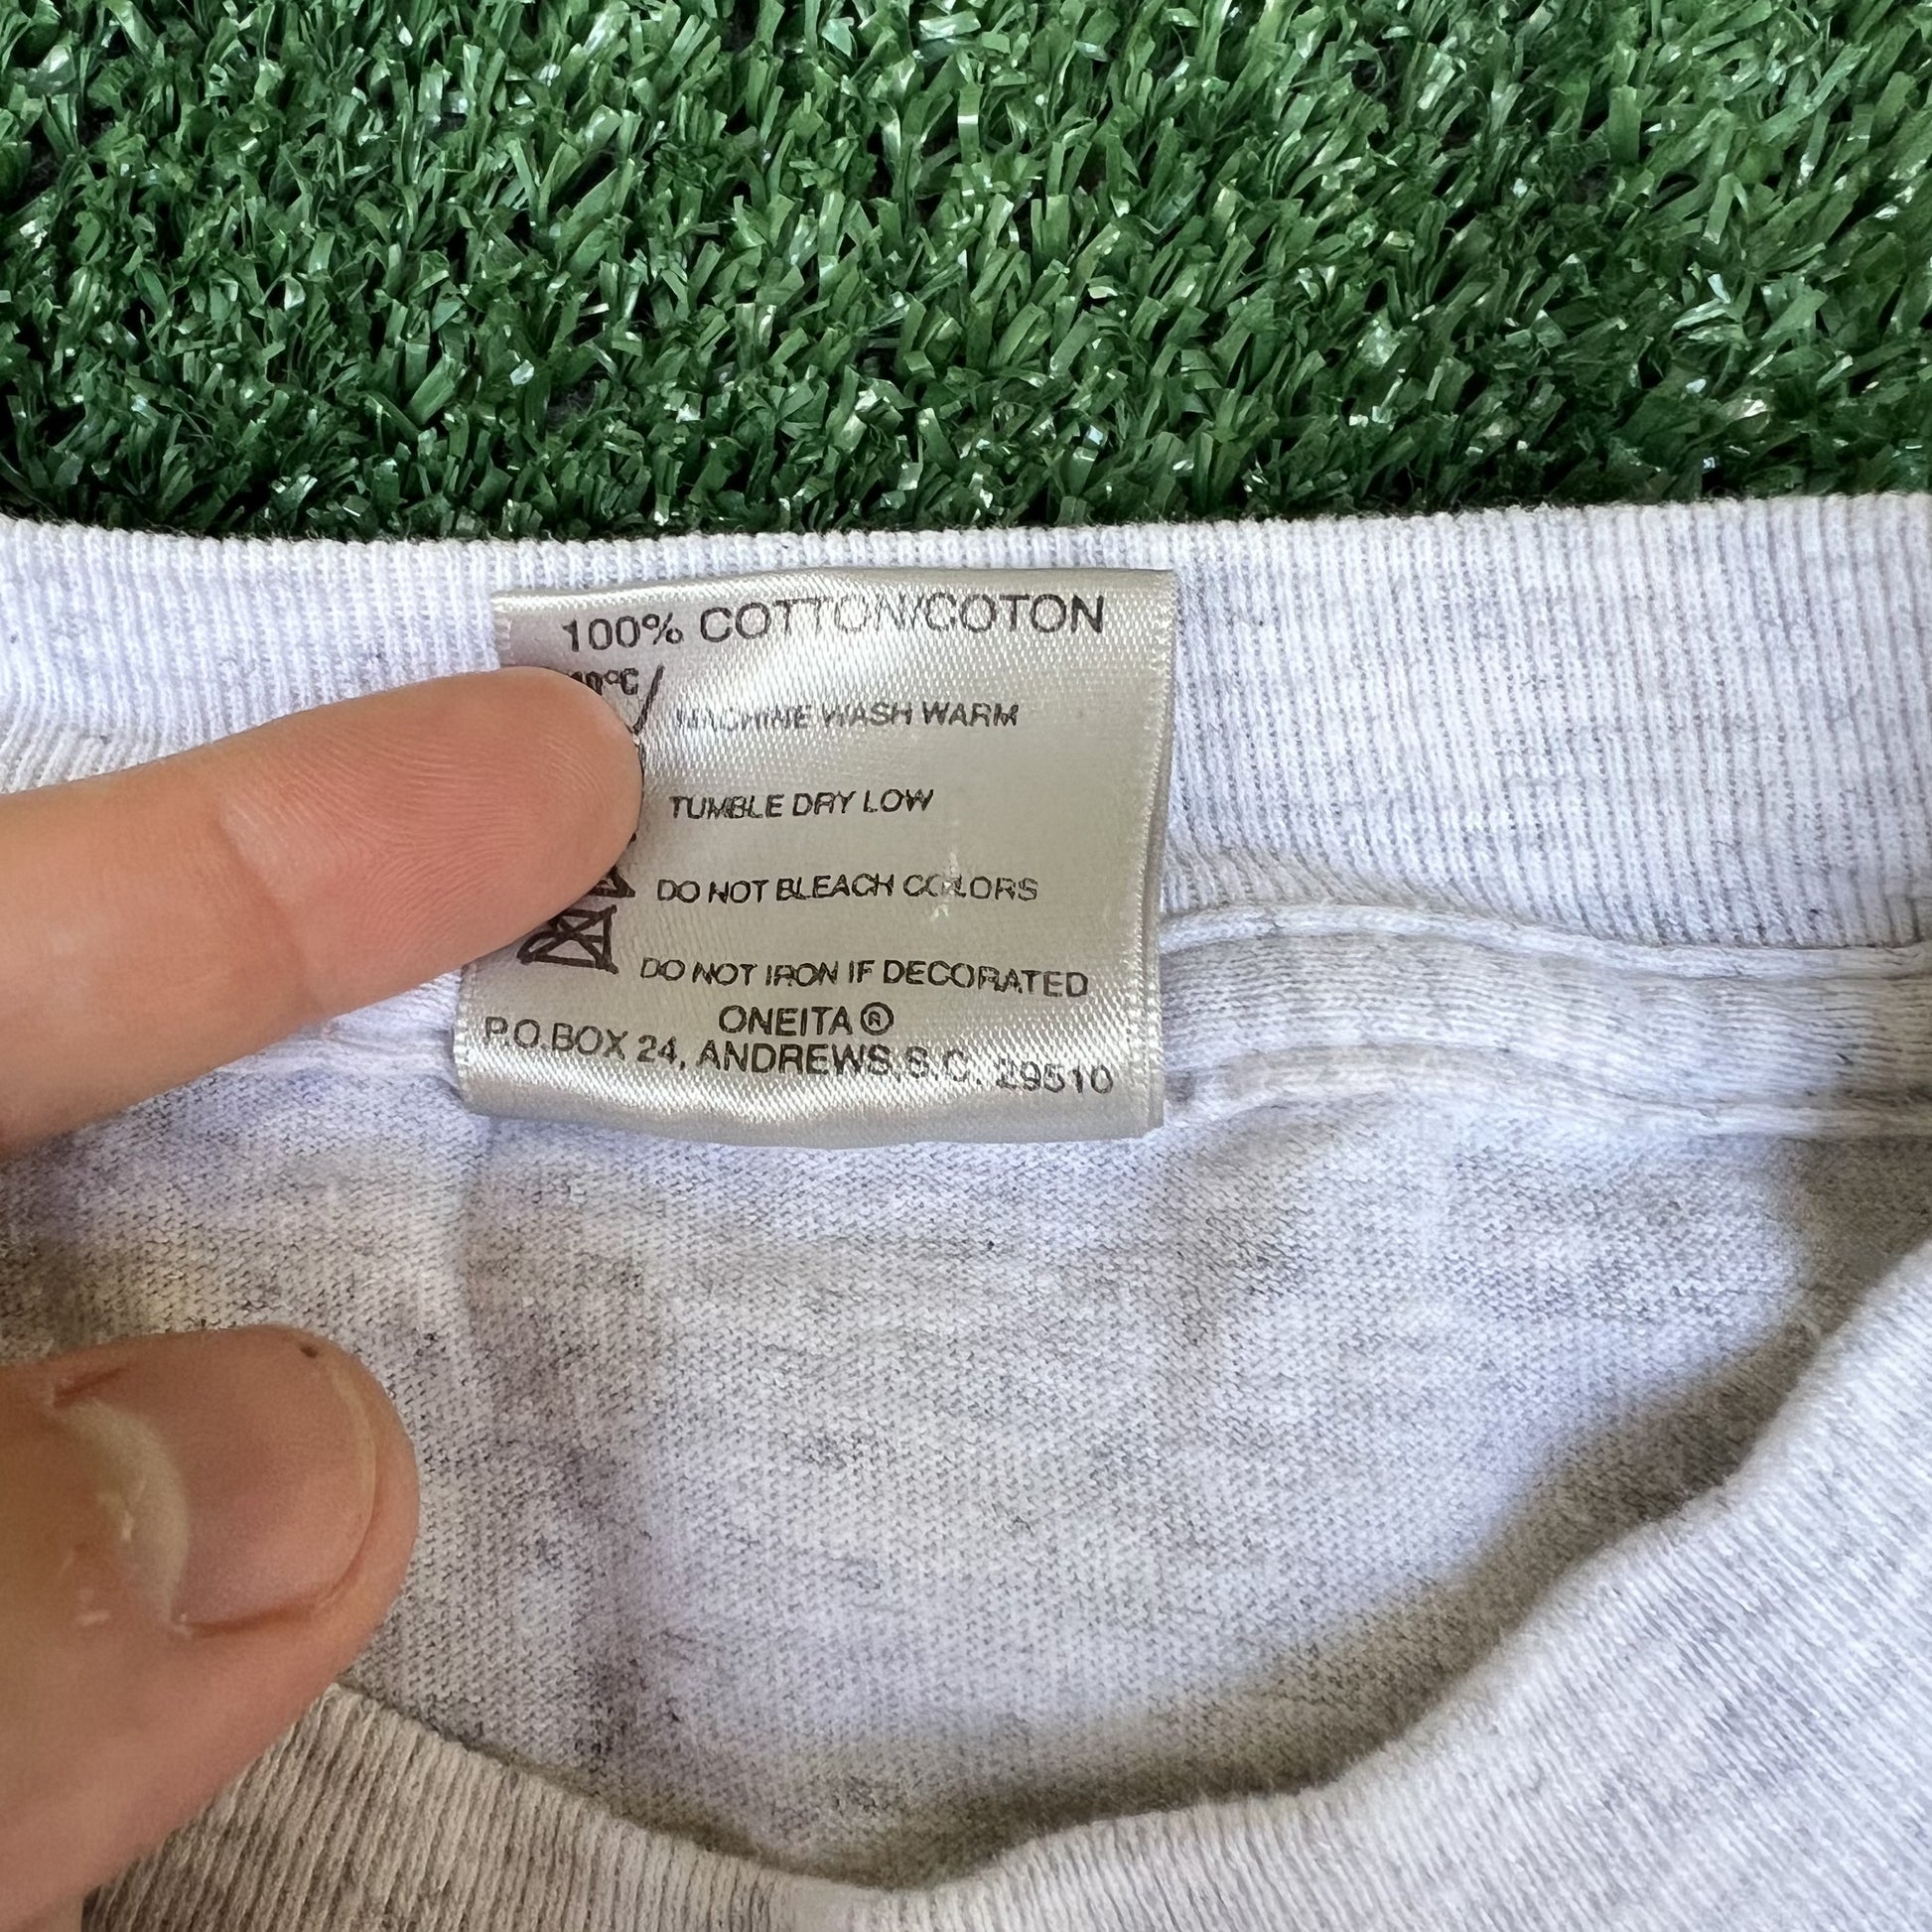 100% COTTON/COTON
40°C
MACHINE WASH WARM
TUMBLE DRY LOW
DO NOT BLEACH COLORS
DO NOT IRON IF DECORATED
ONEITA®
P.O.BOX 24, ANDREWS,S.C. 29510